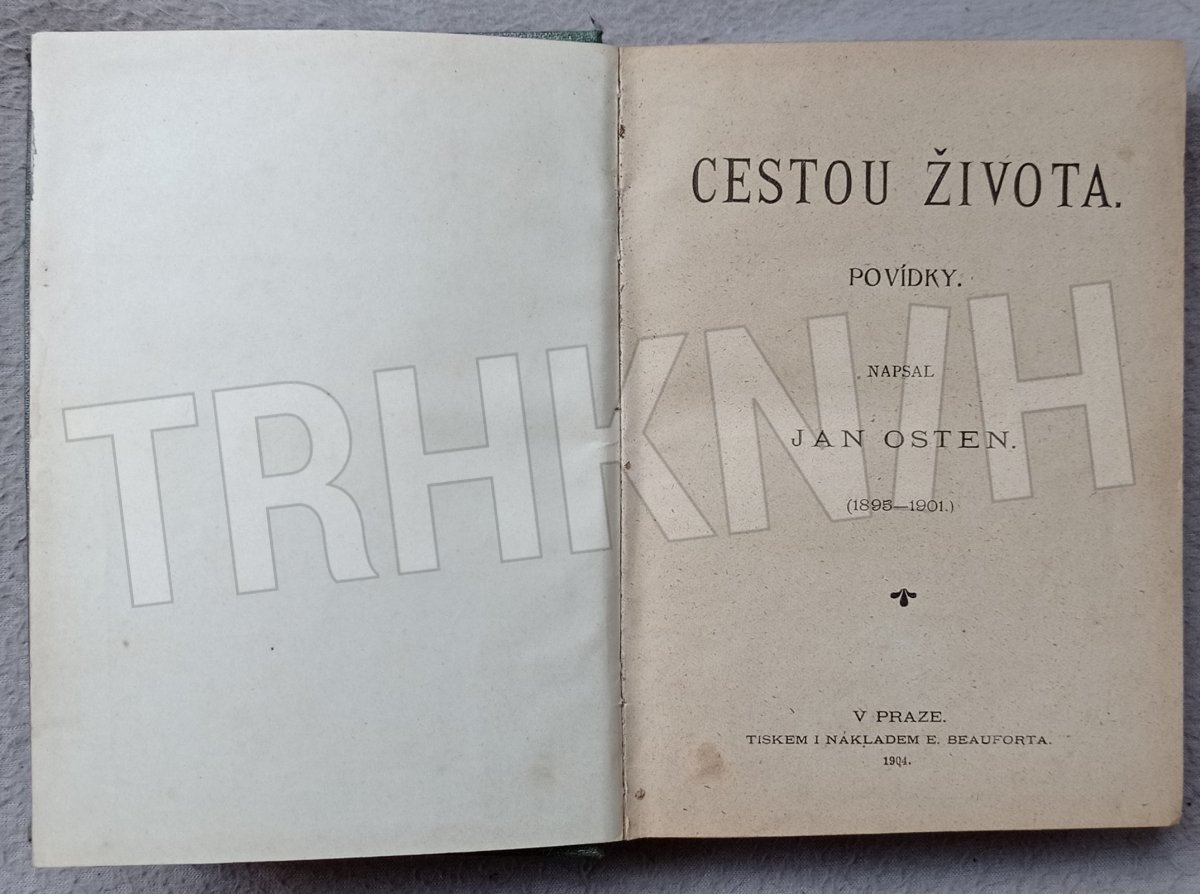 CESTOU ŽIVOTA.
POVÍDKY.
NAPSAL
JAN OSTEN.
(1895—1901.)
V PRAZE.
TISKEM I NÁKLADEM E. BEAUFORTA.
1904.
TRHKNIH